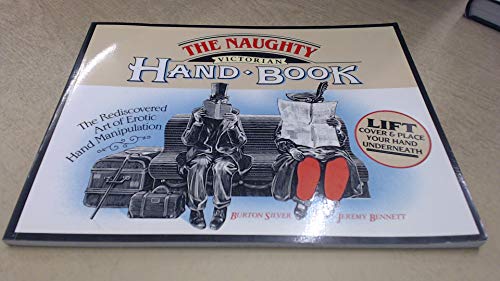 THE NAUGHTY
VICTORIAN
HAND·BOOK
The Rediscovered
Art of Erotic
Hand Manipulation
LIFT
COVER & PLACE
YOUR HAND
UNDERNEATH
BURTON SILVER
JEREMY BENNETT